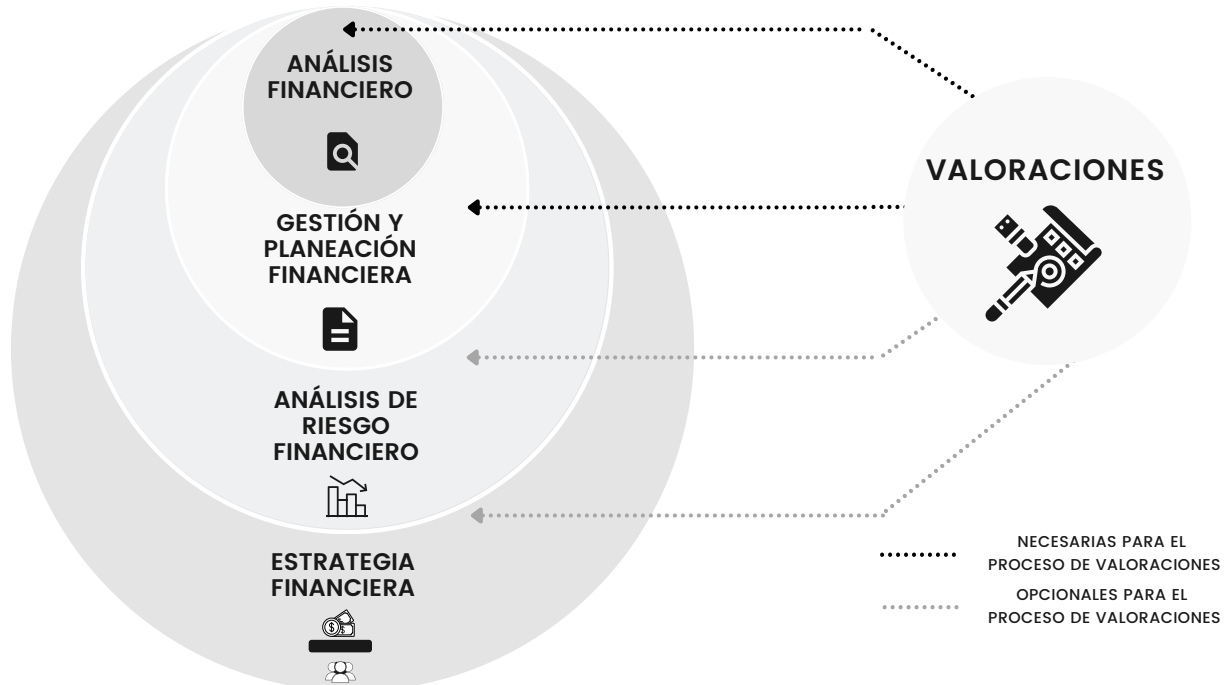 ANÁLISIS
FINANCIERO
GESTIÓN Y
PLANEACIÓN
FINANCIERA
ANÁLISIS DE
RIESGO
FINANCIERO
ESTRATEGIA
FINANCIERA
VALORACIONES
NECESARIAS PARA EL
PROCESO DE VALORACIONES
OPCIONALES PARA EL
PROCESO DE VALORACIONES